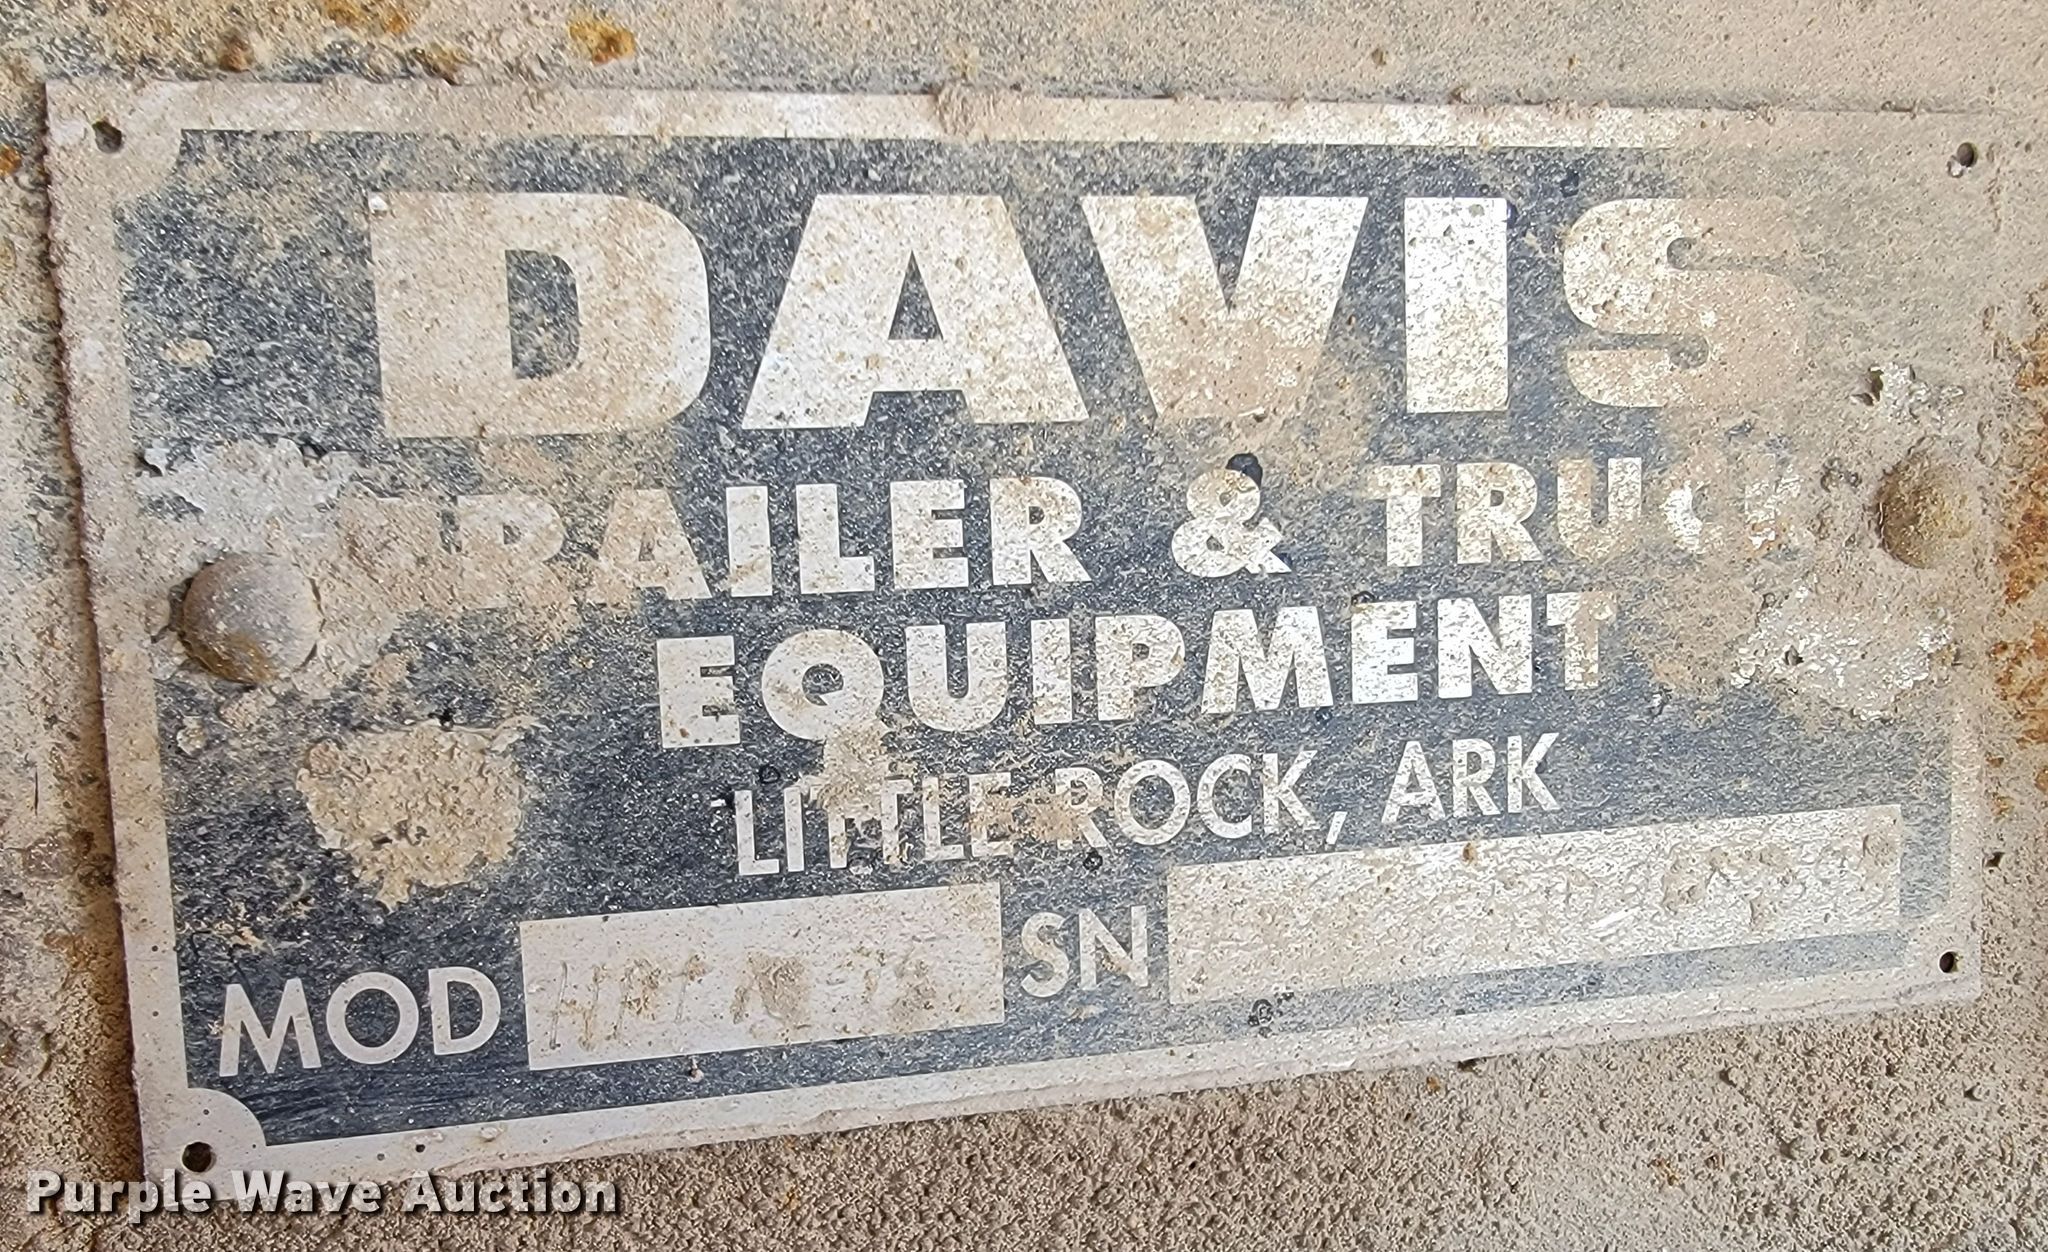 DAVIS
TRAILER & TRUCK
EQUIPMENT
LITTLE ROCK, ARK
MOD SN
Purple Wave Auction